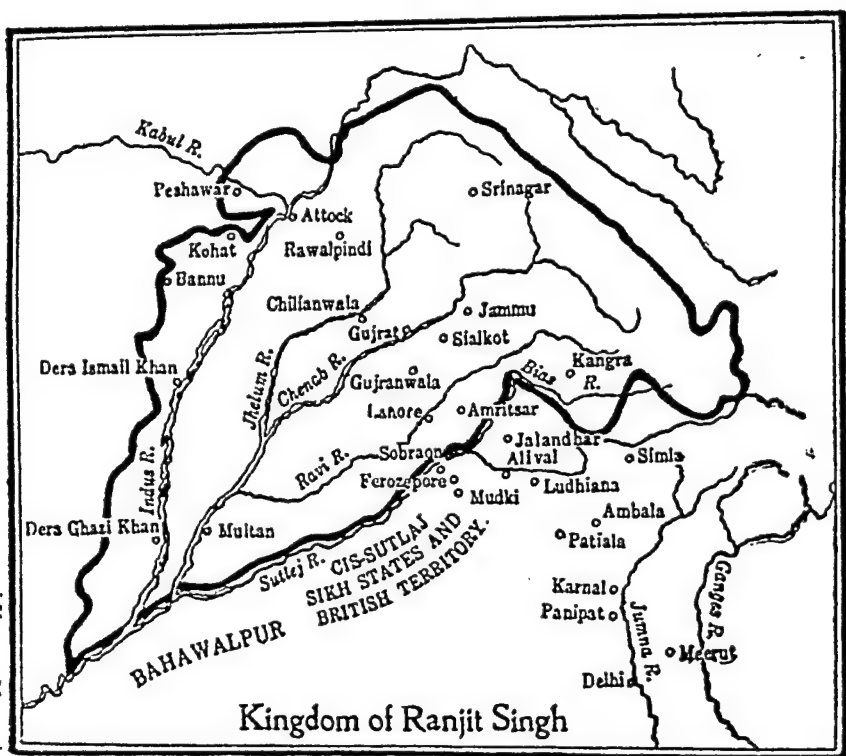 Kabul R.
Peshawar
Srinagar
Attock
Kohat
Rawalpindi
Bannu
Chilianwala
Jammu
Gujrat
Sialkot
Dera Ismail Khan
Jhelum R.
Chenab R.
Gujranwala
Bias
R.
Kangra
Lahore
Amritsar
Jalandhar
Sobraon
Alival
Simla
Indus R.
Ravi R.
Ferozepore
Ludhiana
Mudki
Dera Ghazi Khan
Multan
Ambala
Patiala
Sutlej R.
CIS-SUTLAJ
SIKH STATES AND
BRITISH TERRITORY.
Karnal
Panipat
BAHAWALPUR
Jumna R.
Ganges R.
Meerut
Delhi
Kingdom of Ranjit Singh